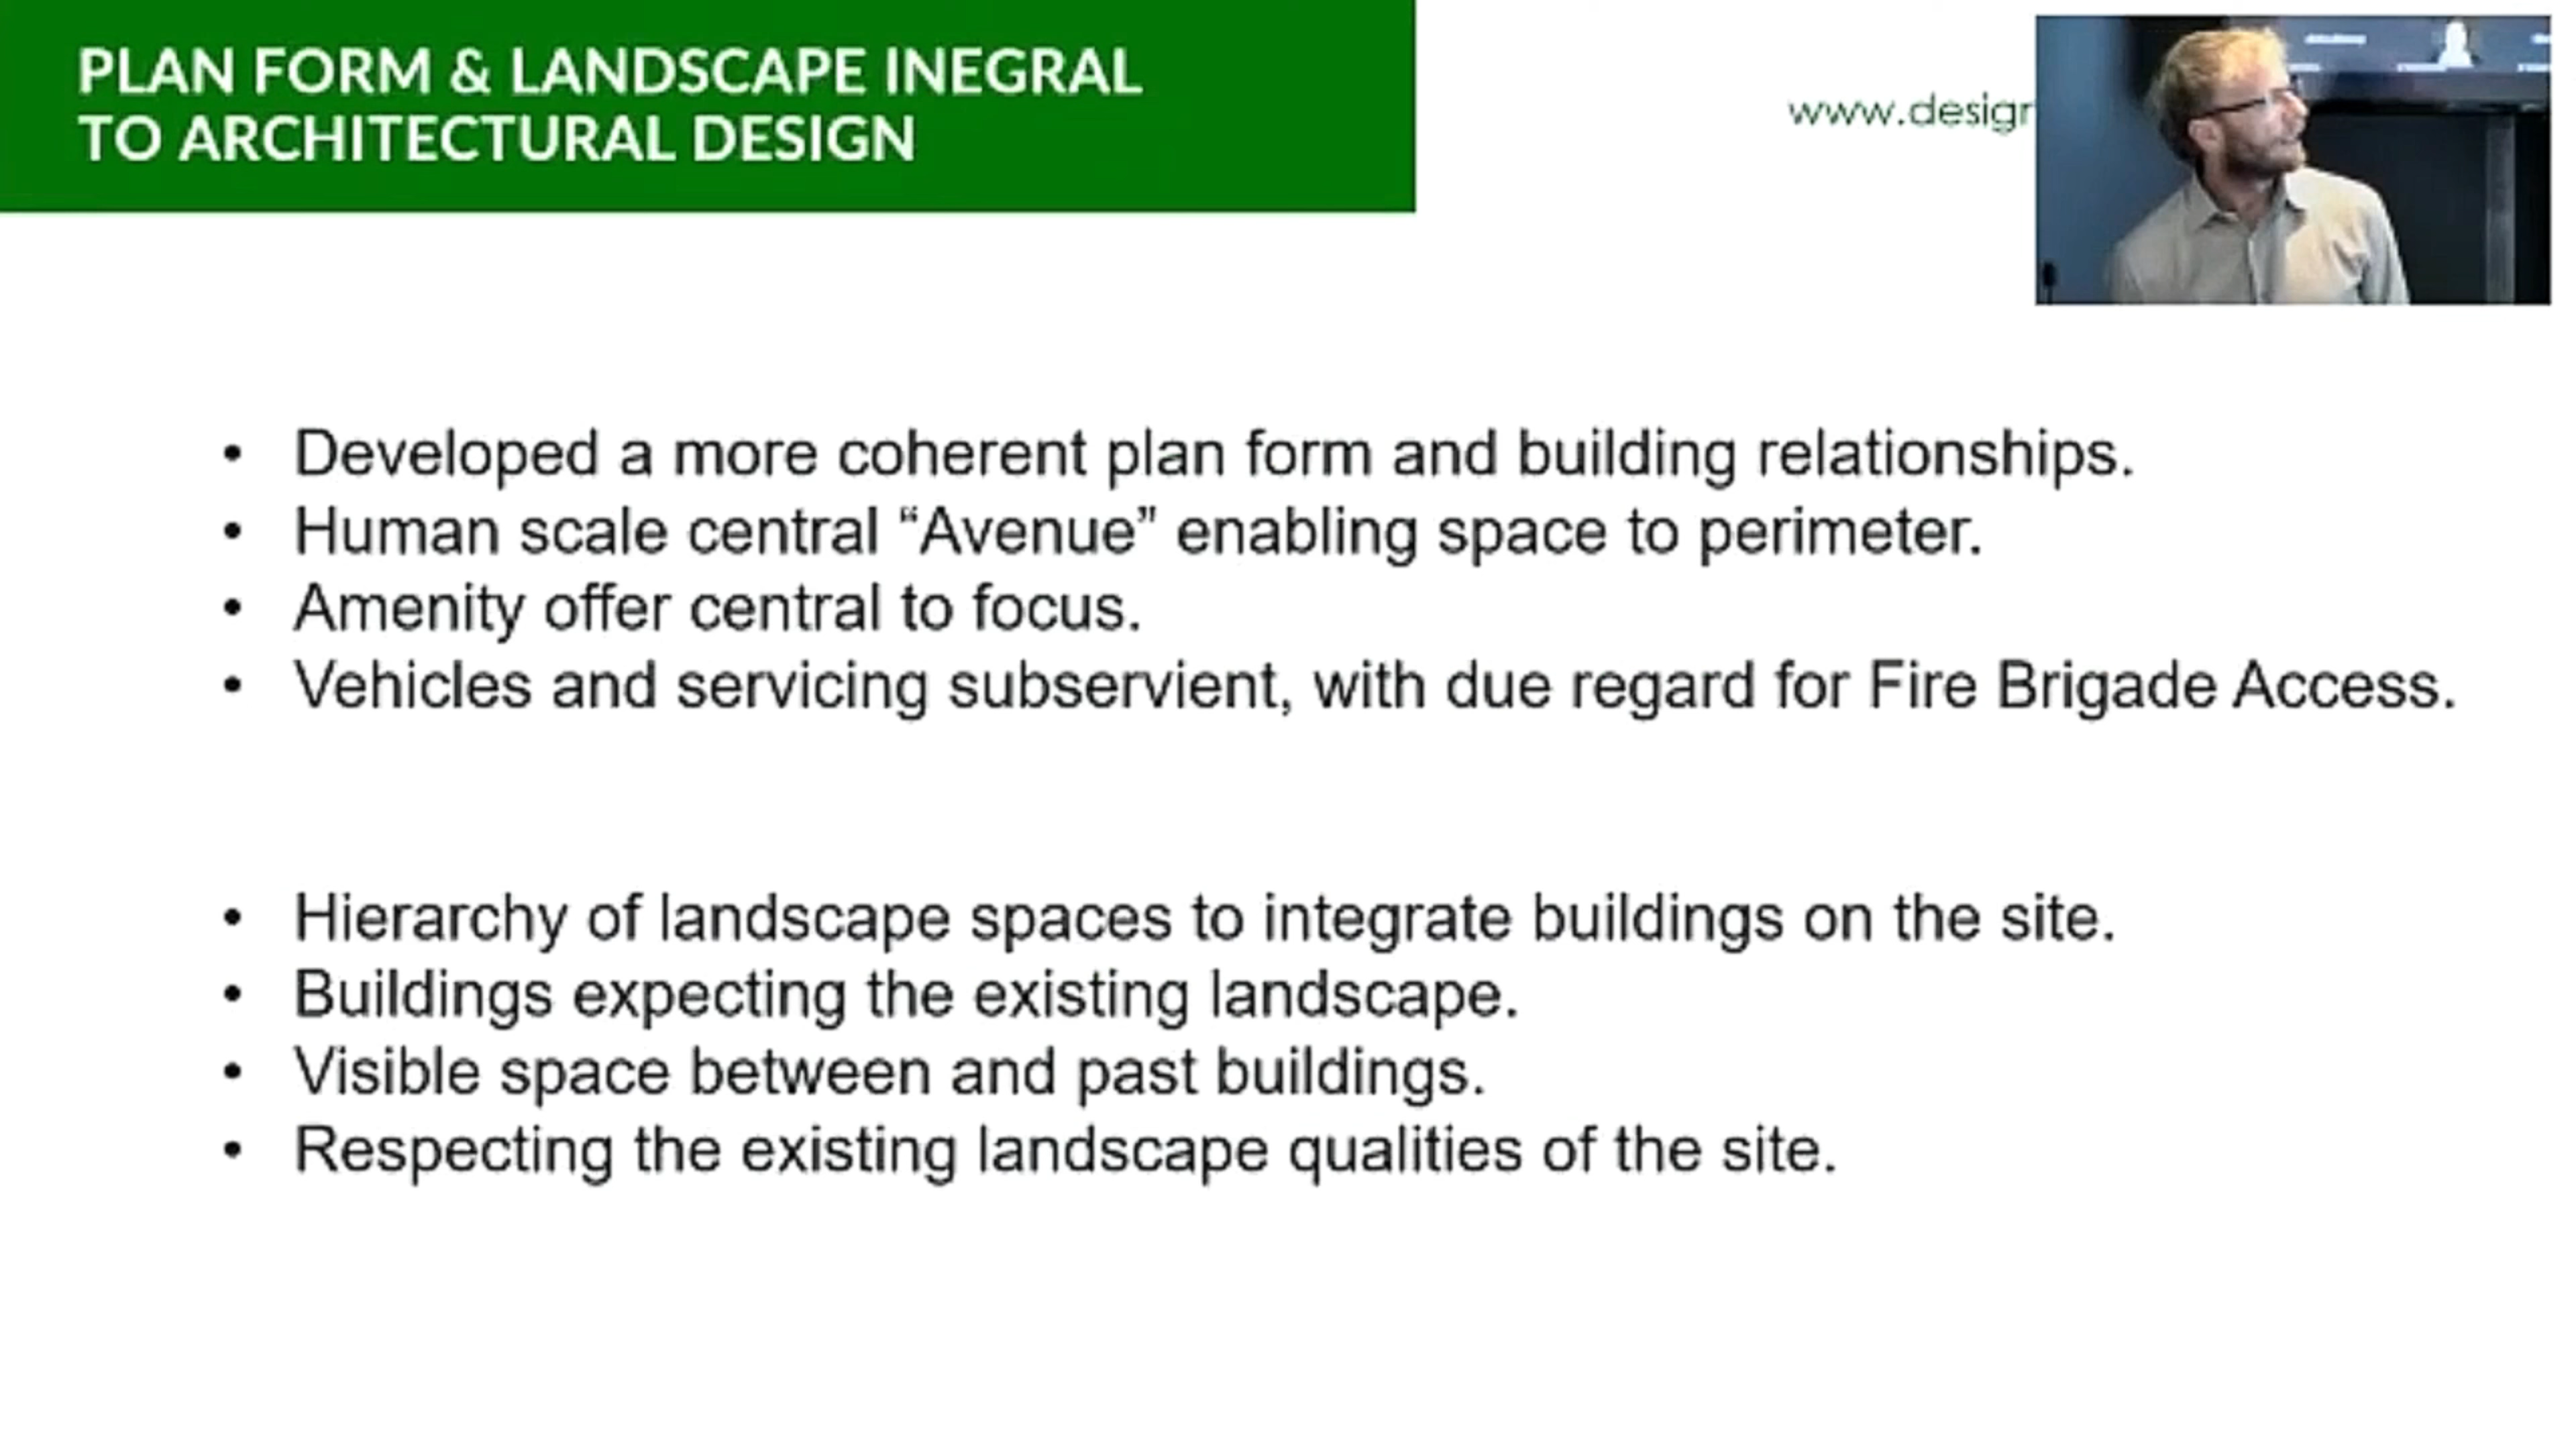 PLAN FORM & LANDSCAPE INEGRAL
TO ARCHITECTURAL DESIGN
• Developed a more coherent plan form and building relationships.
• Human scale central “Avenue” enabling space to perimeter.
• Amenity offer central to focus.
• Vehicles and servicing subservient, with due regard for Fire Brigade Access.
• Hierarchy of landscape spaces to integrate buildings on the site.
• Buildings expecting the existing landscape.
• Visible space between and past buildings.
• Respecting the existing landscape qualities of the site.